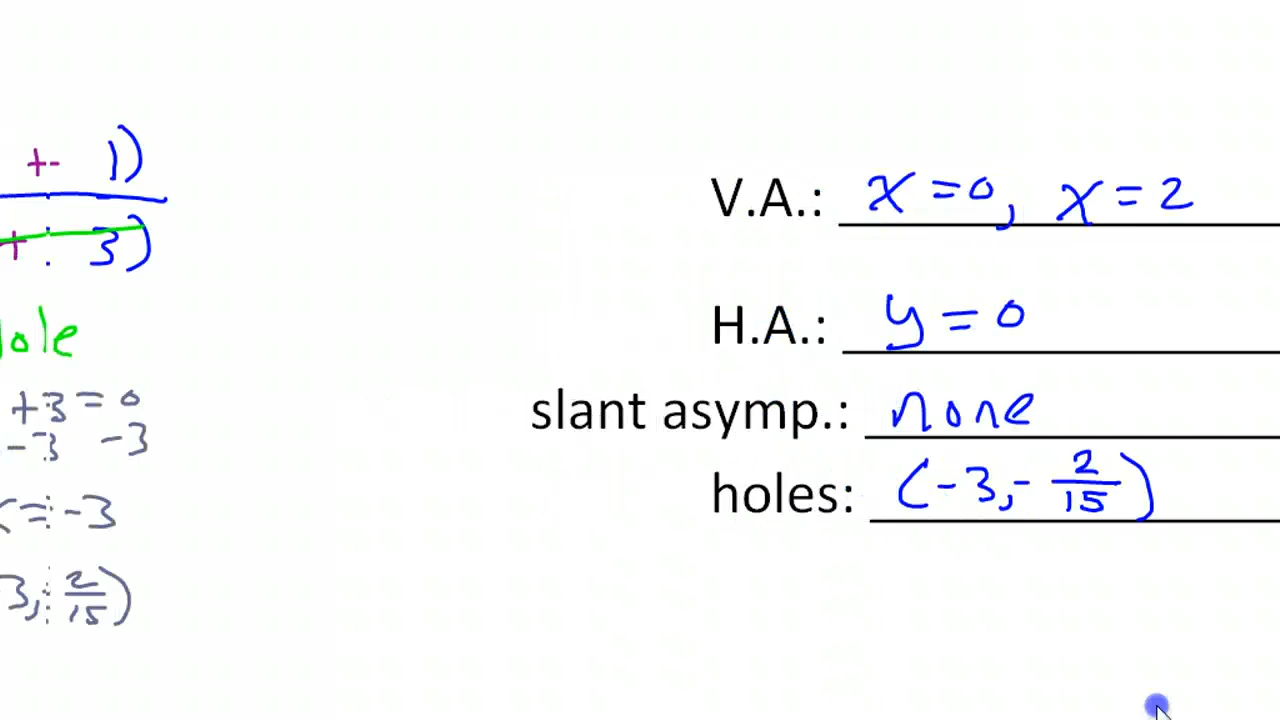 + 1)
+ 3)
Hole
+3 = 0
-3 -3
x = -3
3, 2/15)
V.A.: x = 0, x = 2
H.A.: y = 0
slant asymp.: none
holes: (-3, - 2/15)